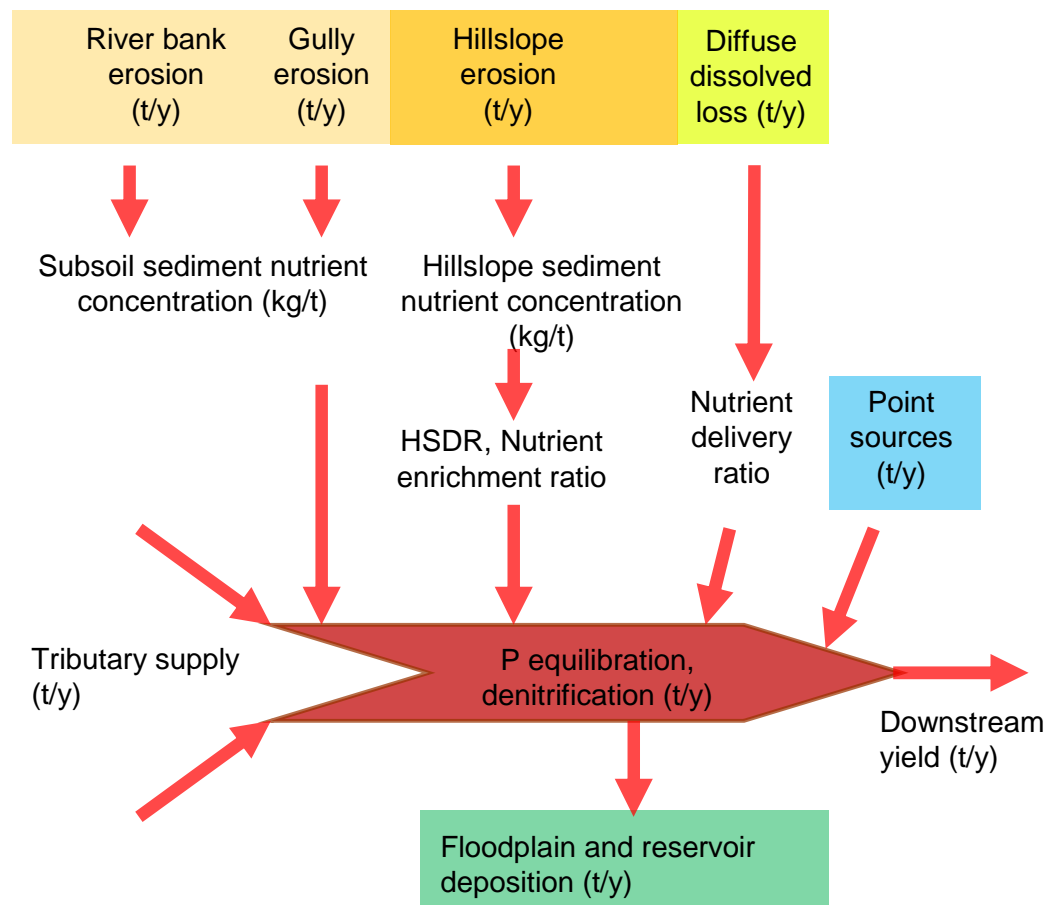 River bank
erosion
(t/y)
Gully
erosion
(t/y)
Hillslope
erosion
(t/y)
Diffuse
dissolved
loss (t/y)
Subsoil sediment nutrient
concentration (kg/t)
Hillslope sediment
nutrient concentration
(kg/t)
HSDR, Nutrient
enrichment ratio
Nutrient
delivery
ratio
Point
sources
(t/y)
Tributary supply
(t/y)
P equilibration,
denitrification (t/y)
Downstream
yield (t/y)
Floodplain and reservoir
deposition (t/y)